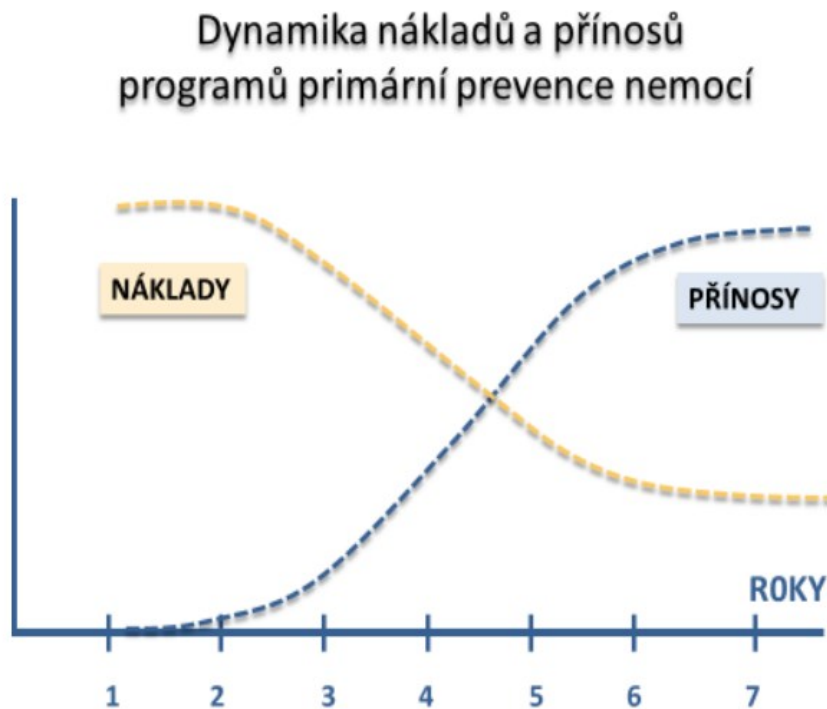 Dynamika nákladů a přínosů
programů primární prevence nemocí
NÁKLADY
PŘÍNOSY
ROKY
1 2 3 4 5 6 7